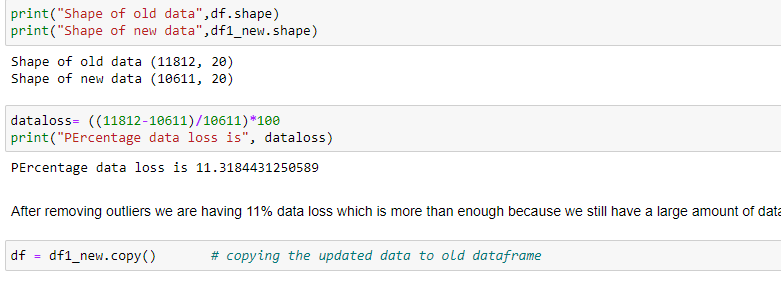 print("Shape of old data",df.shape)
print("Shape of new data",df1_new.shape)
Shape of old data (11812, 20)
Shape of new data (10611, 20)
dataloss= ((11812-10611)/10611)*100
print("PErcentage data loss is", dataloss)
PErcentage data loss is 11.3184431250589
After removing outliers we are having 11% data loss which is more than enough because we still have a large amount of data
df = df1_new.copy() # copying the updated data to old dataframe